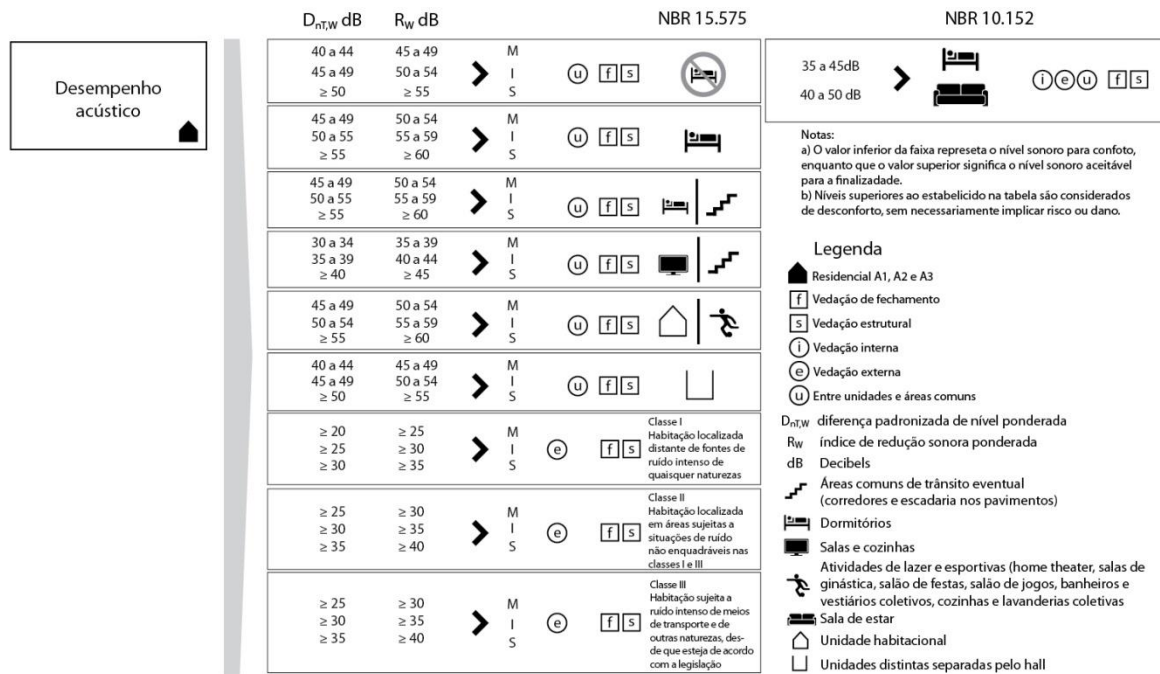 D_nT,W dB R_W dB NBR 15.575 NBR 10.152
Desempenho
acústico
40 a 44 45 a 49 M
45 a 49 50 a 54 I u f s
≥ 50 ≥ 55 S
45 a 49 50 a 54 M
50 a 55 55 a 59 I u f s
≥ 55 ≥ 60 S
45 a 49 50 a 54 M
50 a 55 55 a 59 I u f s
≥ 55 ≥ 60 S
30 a 34 35 a 39 M
35 a 39 40 a 44 I u f s
≥ 40 ≥ 45 S
45 a 49 50 a 54 M
50 a 54 55 a 59 I u f s
≥ 55 ≥ 60 S
40 a 44 45 a 49 M
45 a 49 50 a 54 I u f s
≥ 50 ≥ 55 S
≥ 20 ≥ 25 M
≥ 25 ≥ 30 I e f s
≥ 30 ≥ 35 S
Classe I
Habitação localizada
distante de fontes de
ruído intenso de
quaisquer naturezas
≥ 25 ≥ 30 M
≥ 30 ≥ 35 I e f s
≥ 35 ≥ 40 S
Classe II
Habitação localizada
em áreas sujeitas a
situações de ruído
não enquadráveis nas
classes I e III
≥ 25 ≥ 30 M
≥ 30 ≥ 35 I e f s
≥ 35 ≥ 40 S
Classe III
Habitação sujeita a
ruído intenso de meios
de transporte e de
outras naturezas, des-
de que esteja de acordo
com a legislação
35 a 45dB
40 a 50 dB
i e u f s
Notas:
a) O valor inferior da faixa represeta o nível sonoro para confoto,
enquanto que o valor superior significa o nível sonoro aceitável
para a finalizadade.
b) Níveis superiores ao estabelicido na tabela são considerados
de desconforto, sem necessariamente implicar risco ou dano.
Legenda
Residencial A1, A2 e A3
f Vedação de fechamento
s Vedação estrutural
i Vedação interna
e Vedação externa
u Entre unidades e áreas comuns
D_nT,W diferença padronizada de nível ponderada
R_W índice de redução sonora ponderada
dB Decibels
Áreas comuns de trânsito eventual
(corredores e escadaria nos pavimentos)
Dormitórios
Salas e cozinhas
Atividades de lazer e esportivas (home theater, salas de
ginástica, salão de festas, salão de jogos, banheiros e
vestiários coletivos, cozinhas e lavanderias coletivas
Sala de estar
Unidade habitacional
Unidades distintas separadas pelo hall